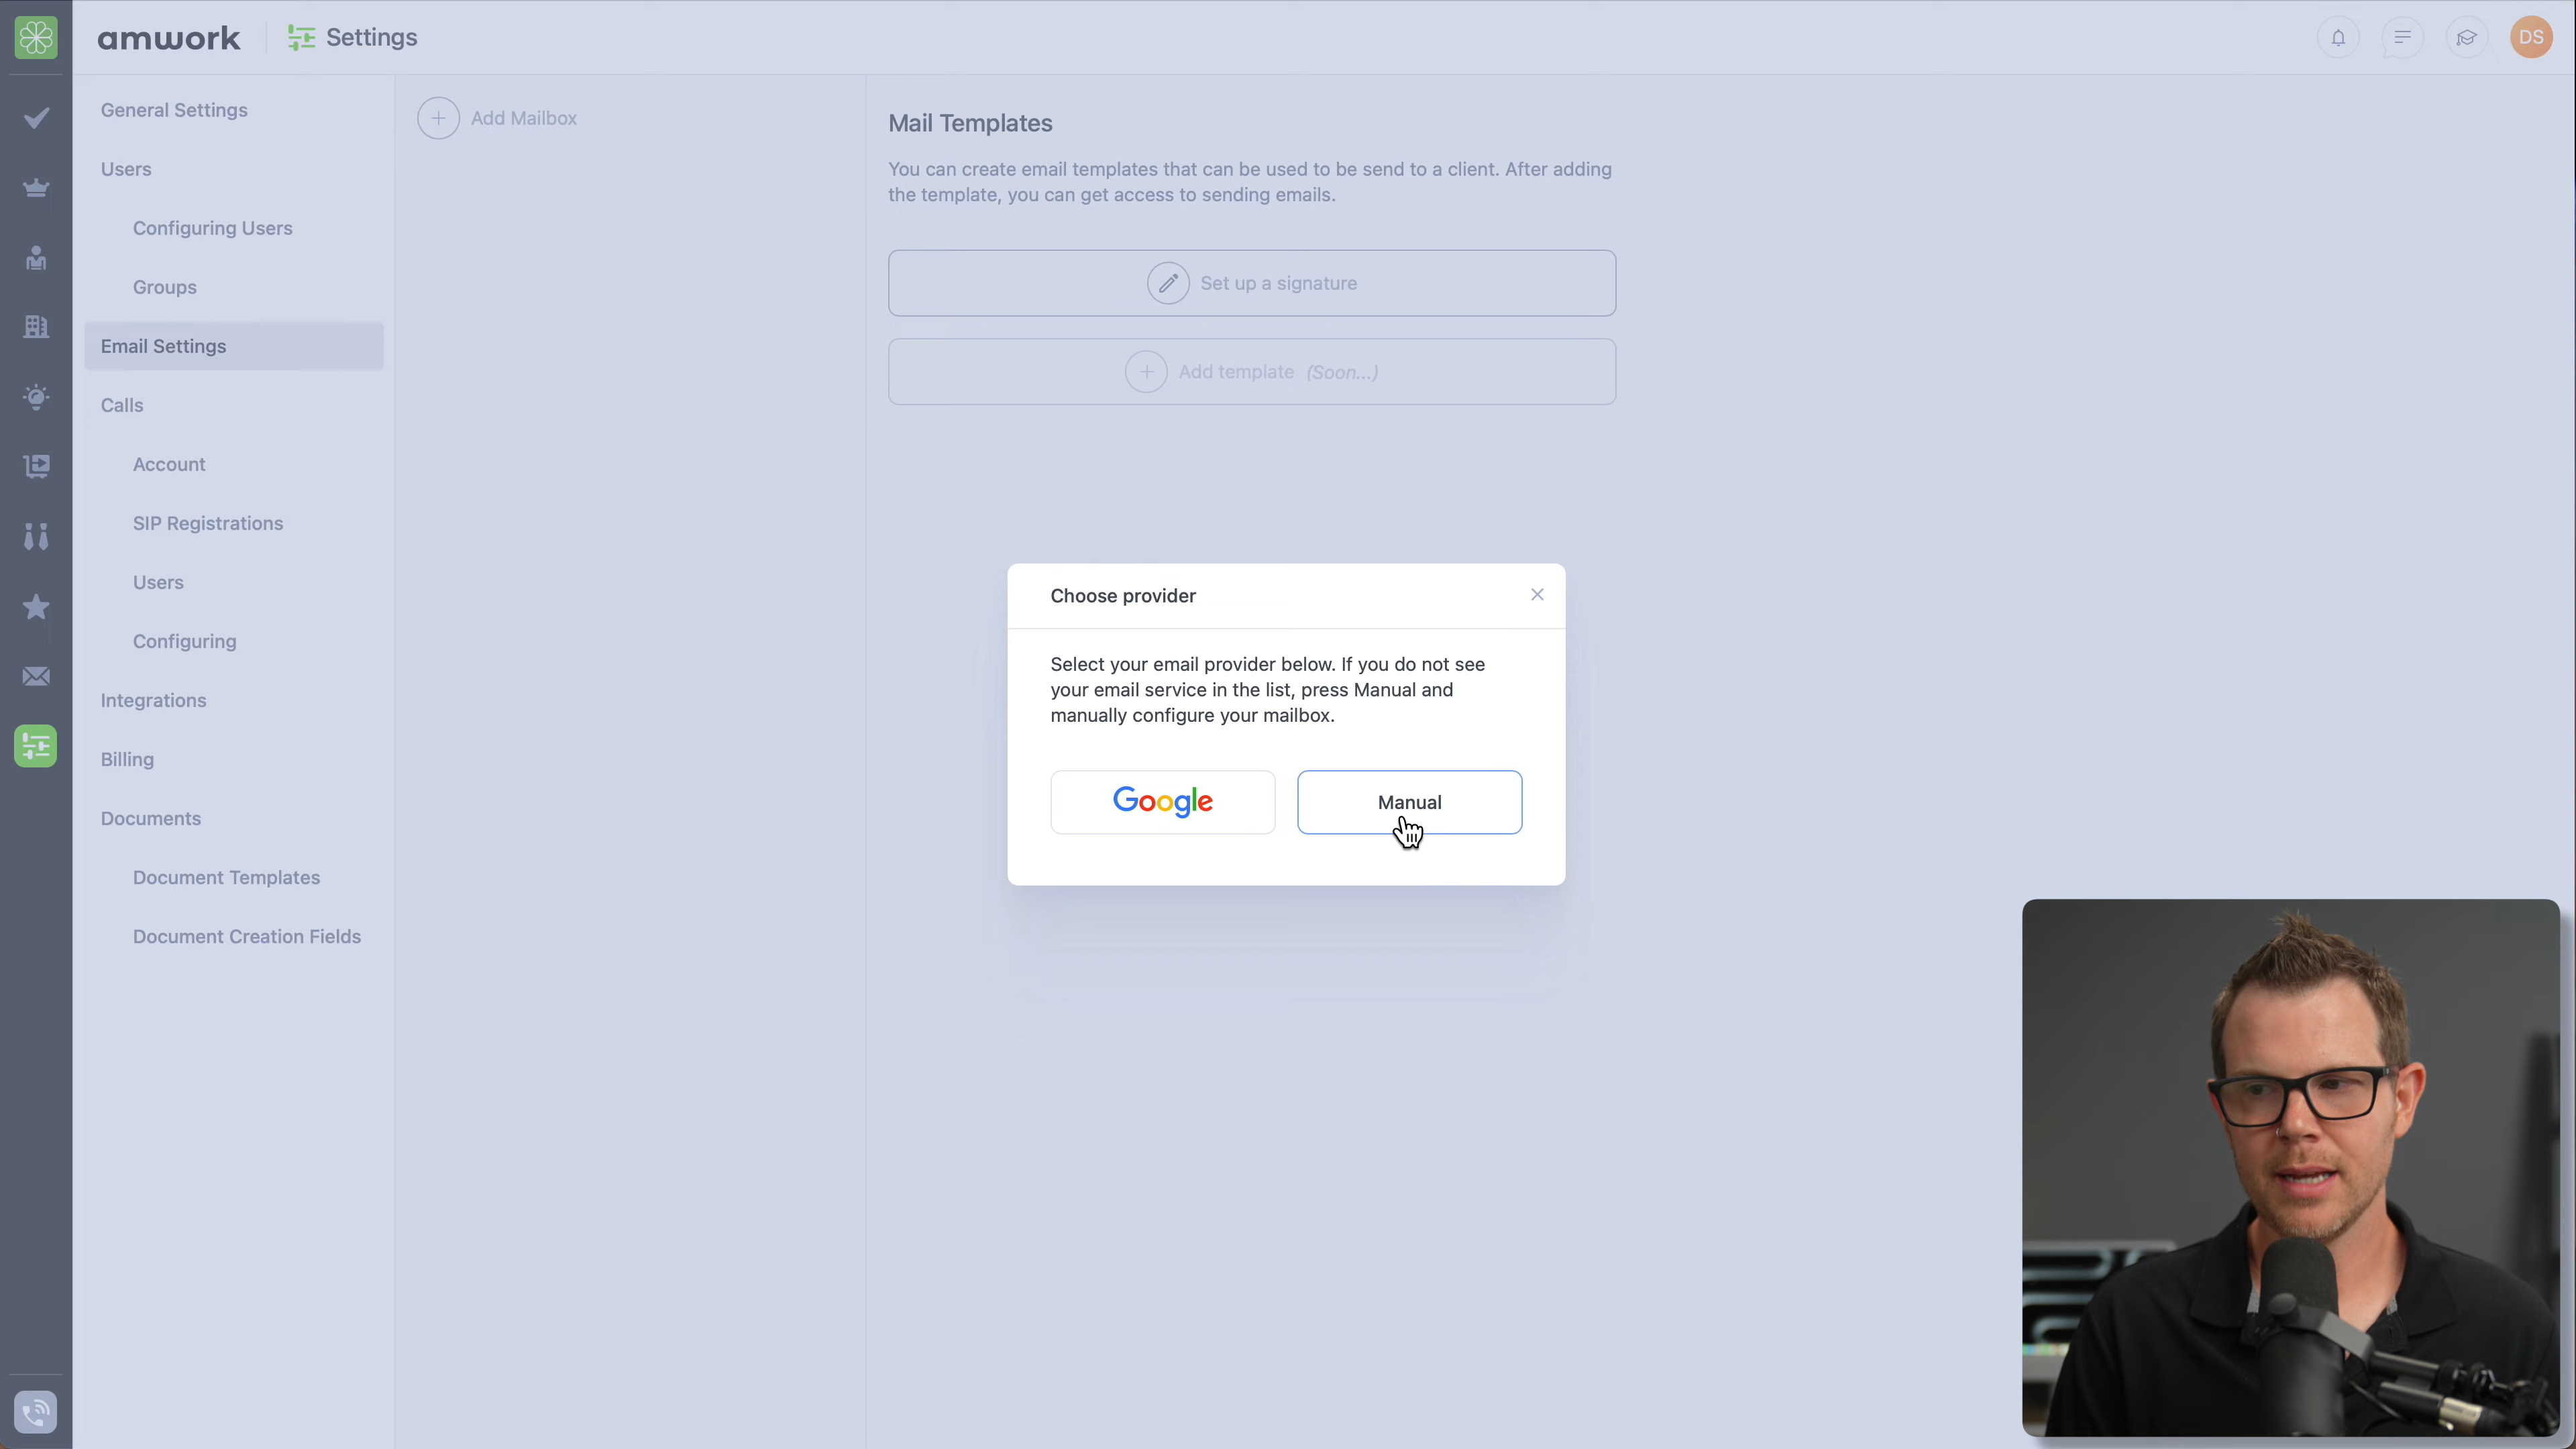 amwork
Settings
DS
General Settings
Users
Configuring Users
Groups
Email Settings
Calls
Account
SIP Registrations
Users
Configuring
Integrations
Billing
Documents
Document Templates
Document Creation Fields
Add Mailbox
Mail Templates
You can create email templates that can be used to be send to a client. After adding
the template, you can get access to sending emails.
Set up a signature
Add template (Soon...)
Choose provider
Select your email provider below. If you do not see
your email service in the list, press Manual and
manually configure your mailbox.
Google
Manual